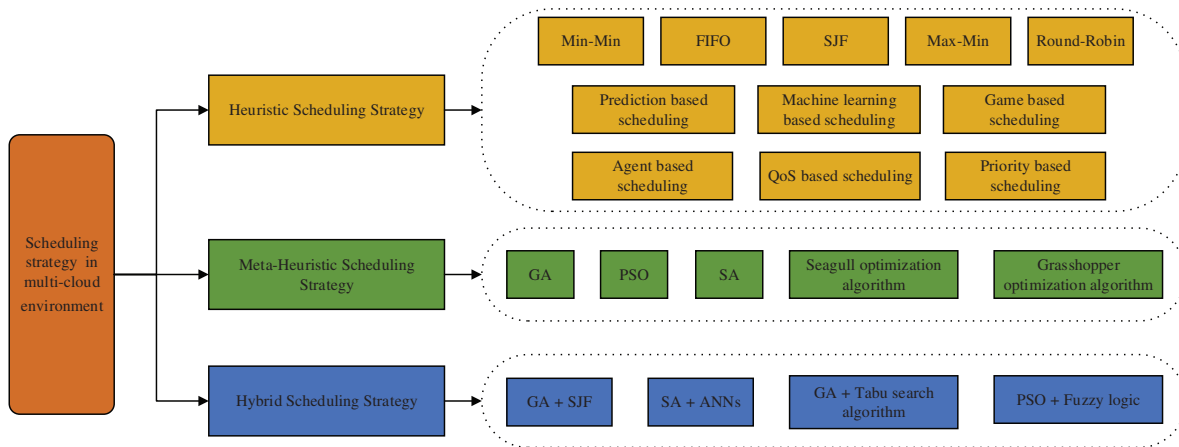 Min-Min
FIFO
SJF
Max-Min
Round-Robin
Heuristic Scheduling Strategy
Prediction based
scheduling
Machine learning
based scheduling
Game based
scheduling
Agent based
scheduling
QoS based scheduling
Priority based
scheduling
Scheduling
strategy in
multi-cloud
environment
Meta-Heuristic Scheduling
Strategy
GA
PSO
SA
Seagull optimization
algorithm
Grasshopper
optimization algorithm
Hybrid Scheduling Strategy
GA + SJF
SA + ANNs
GA + Tabu search
algorithm
PSO + Fuzzy logic